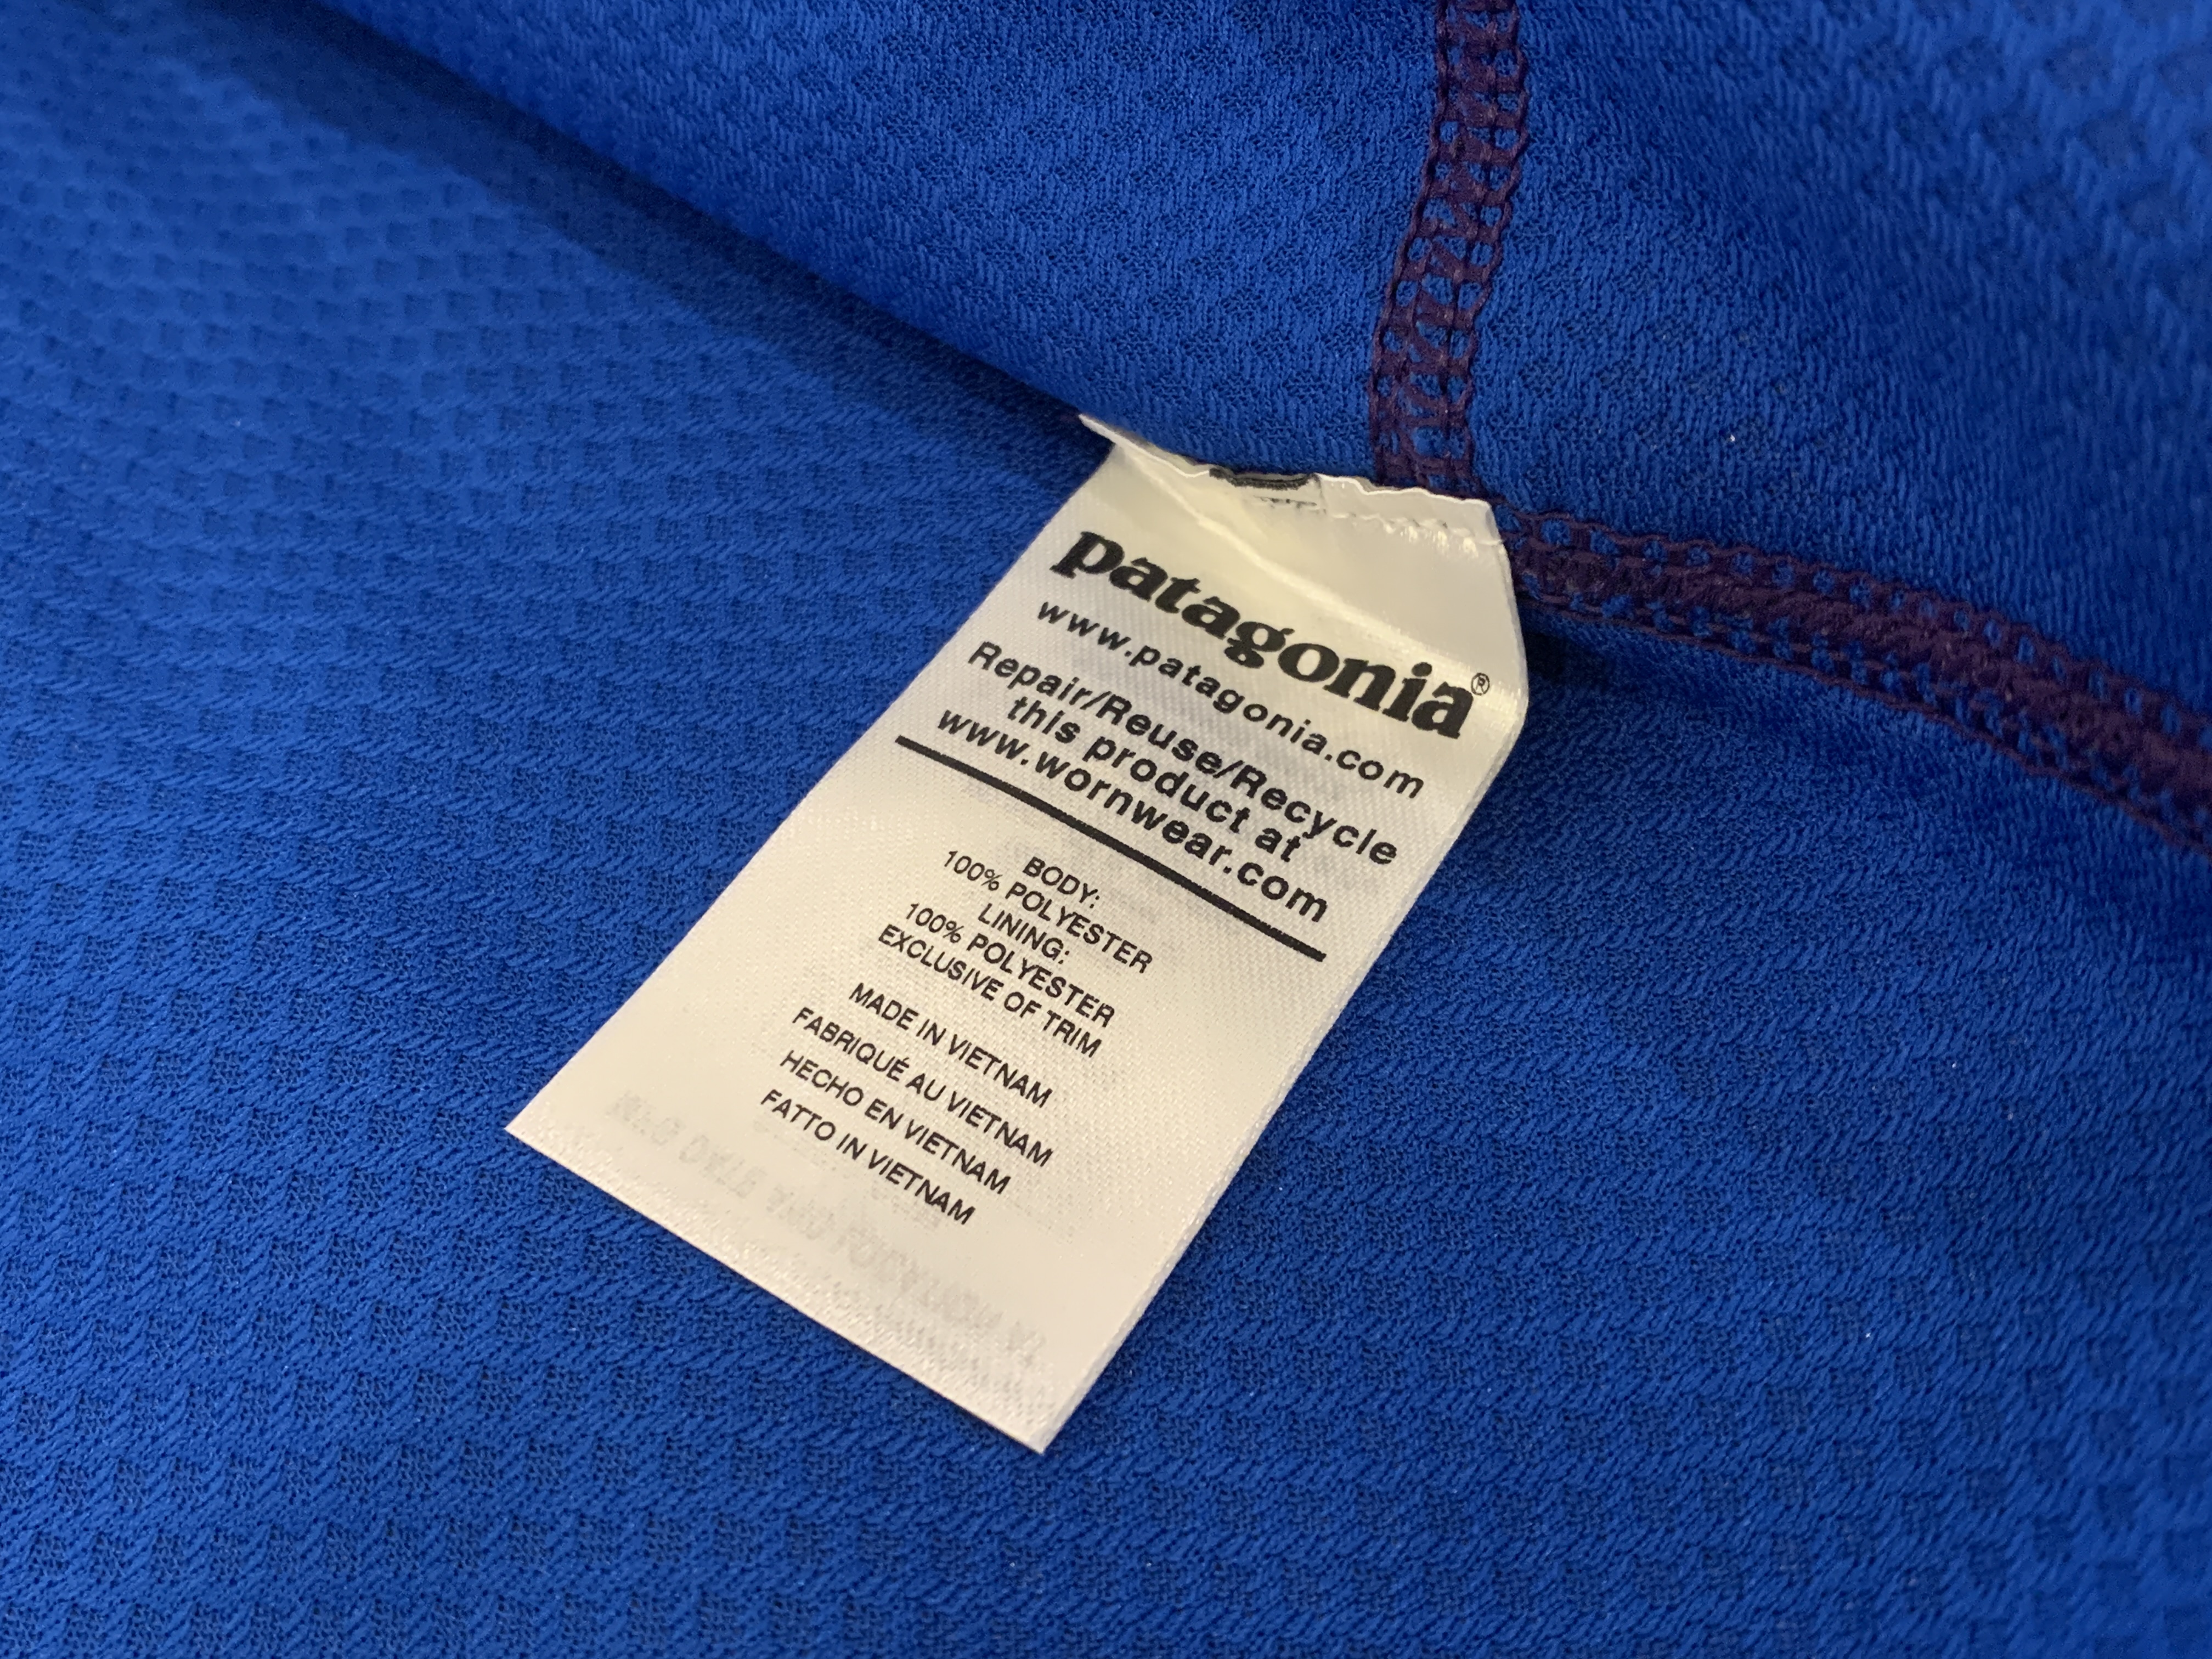 patagonia®
www.patagonia.com
Repair/Reuse/Recycle
this product at
www.wornwear.com
BODY:
100% POLYESTER
LINING:
100% POLYESTER
EXCLUSIVE OF TRIM
MADE IN VIETNAM
FABRIQUÉ AU VIETNAM
HECHO EN VIETNAM
FATTO IN VIETNAM